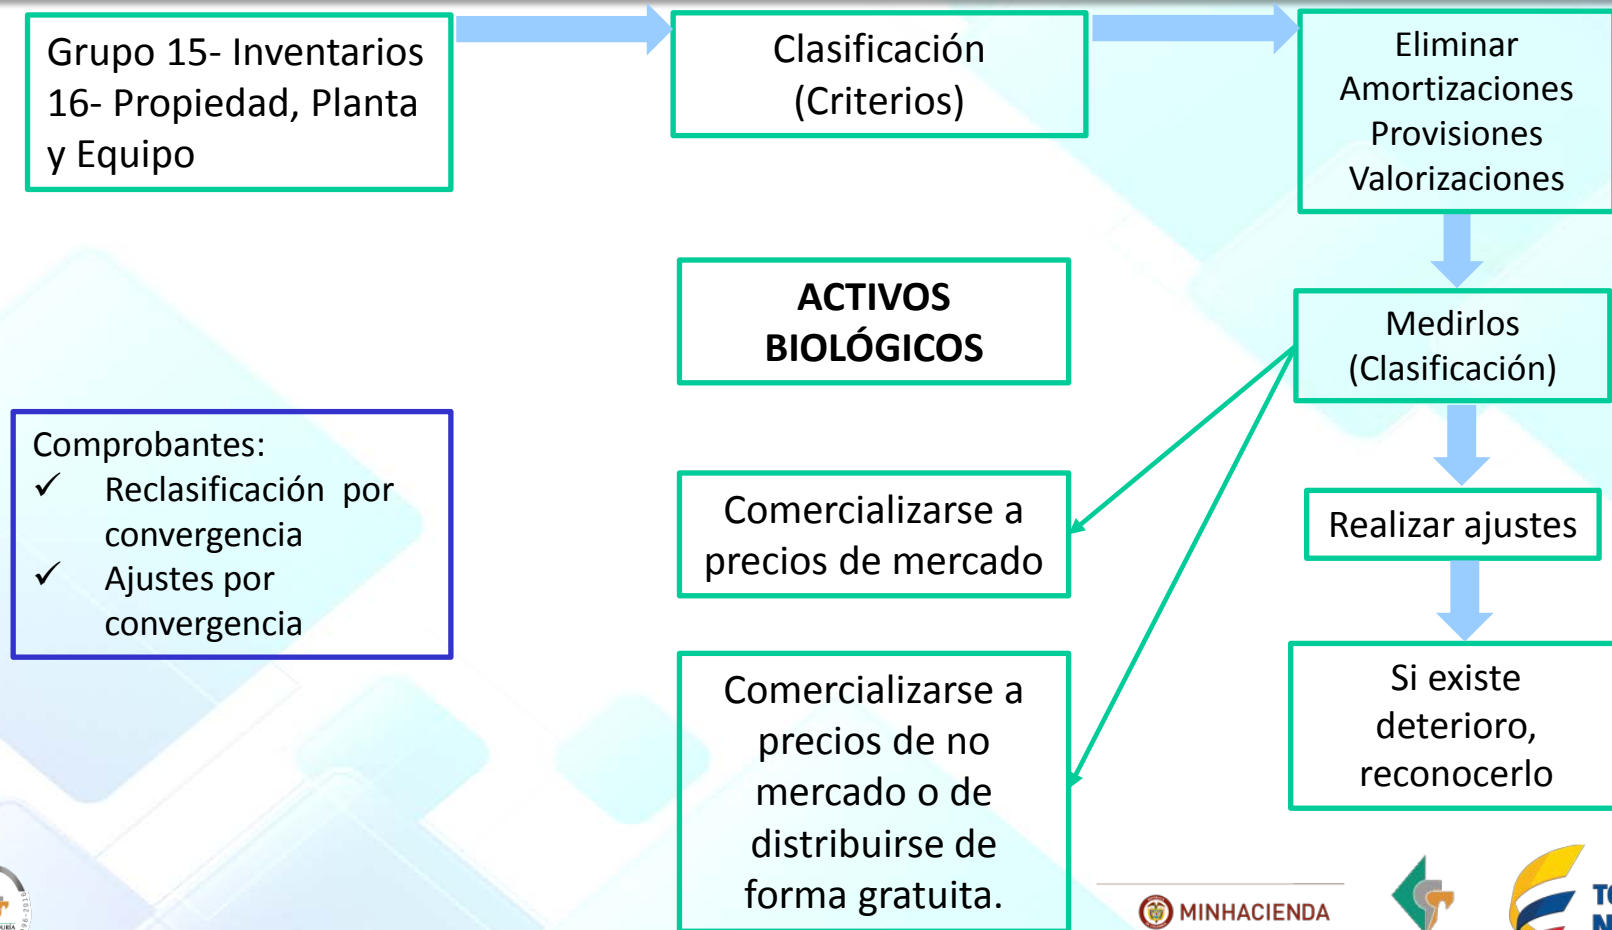 Grupo 15- Inventarios
16- Propiedad, Planta
y Equipo
Clasificación
(Criterios)
Eliminar
Amortizaciones
Provisiones
Valorizaciones
ACTIVOS
BIOLÓGICOS
Medirlos
(Clasificación)
Comprobantes:
✓ Reclasificación por
convergencia
✓ Ajustes por
convergencia
Comercializarse a
precios de mercado
Realizar ajustes
Comercializarse a
precios de no
mercado o de
distribuirse de
forma gratuita.
Si existe
deterioro,
reconocerlo
MINHACIENDA